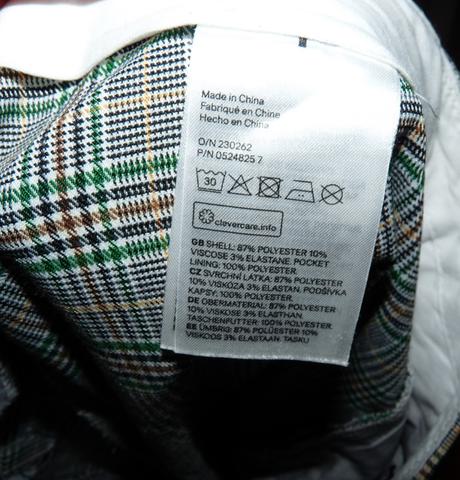 Made in China
Fabriqué en Chine
Hecho en China
O/N 230262
P/N 0524825 7
30
clevercare.info
GB SHELL: 87% POLYESTER 10%
VISCOSE 3% ELASTANE. POCKET
LINING: 100% POLYESTER.
CZ SVRCHNÍ LÁTKA: 87% POLYESTER
10% VISKÓZA 3% ELASTAN. PODŠÍVKA
KAPSY: 100% POLYESTER.
DE OBERMATERIAL: 87% POLYESTER
10% VISKOSE 3% ELASTHAN.
TASCHENFUTTER: 100% POLYESTER.
EE ÜMBRIG: 87% POLÜESTER 10%
VISKOOS 3% ELASTAAN. TASKU